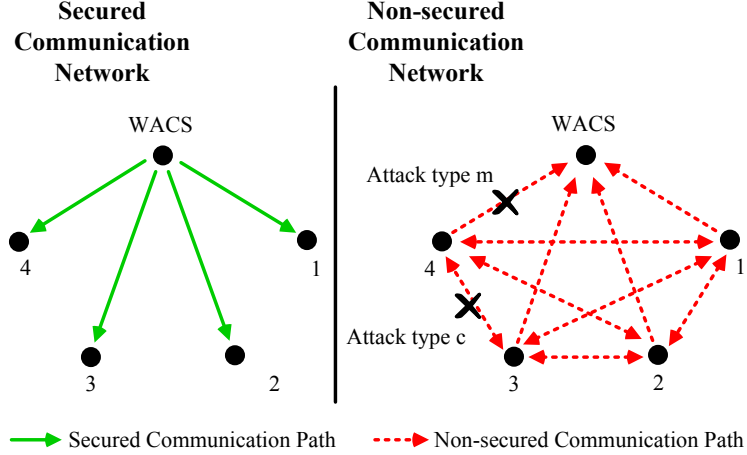 Secured
Communication
Network
WACS
4
1
3
2
Non-secured
Communication
Network
WACS
Attack type m
4
1
Attack type c
3
2
Secured Communication Path
Non-secured Communication Path